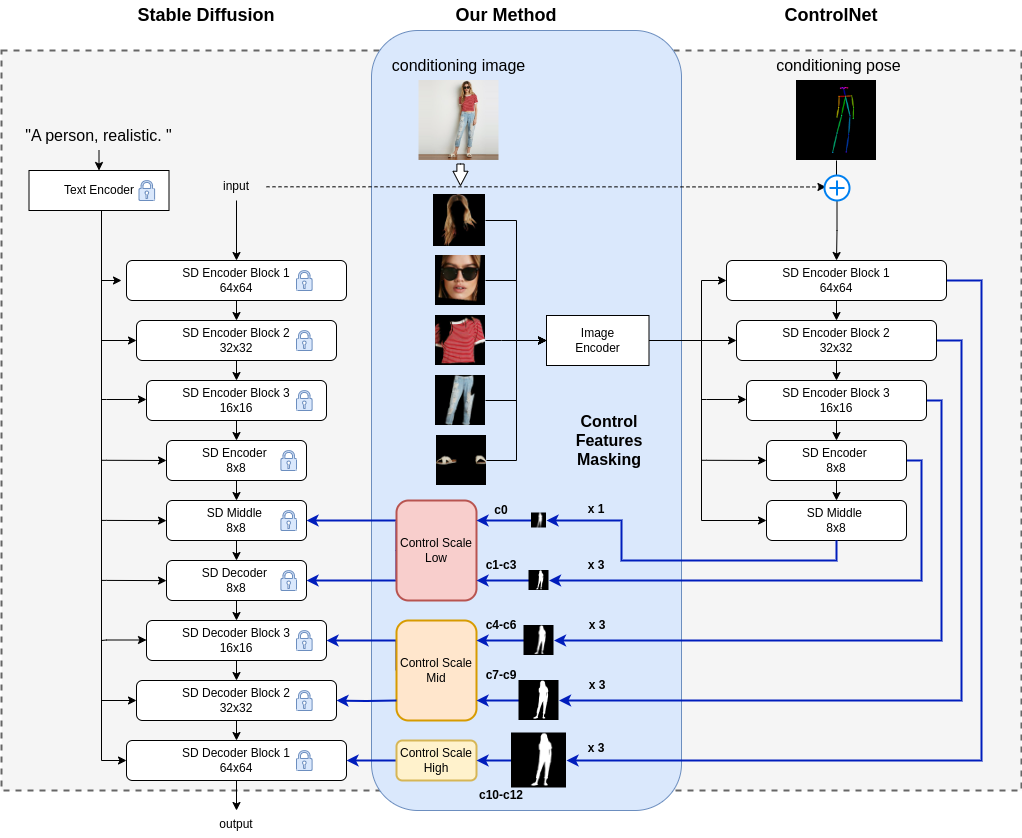 Stable Diffusion
Our Method
ControlNet
conditioning image
conditioning pose
"A person, realistic. "
Text Encoder
input
SD Encoder Block 1
64x64
SD Encoder Block 2
32x32
SD Encoder Block 3
16x16
SD Encoder
8x8
SD Middle
8x8
SD Decoder
8x8
SD Decoder Block 3
16x16
SD Decoder Block 2
32x32
SD Decoder Block 1
64x64
output
Image
Encoder
Control
Features
Masking
Control Scale
Low
c0
x 1
c1-c3
x 3
Control Scale
Mid
c4-c6
x 3
c7-c9
x 3
Control Scale
High
x 3
c10-c12
SD Encoder Block 1
64x64
SD Encoder Block 2
32x32
SD Encoder Block 3
16x16
SD Encoder
8x8
SD Middle
8x8